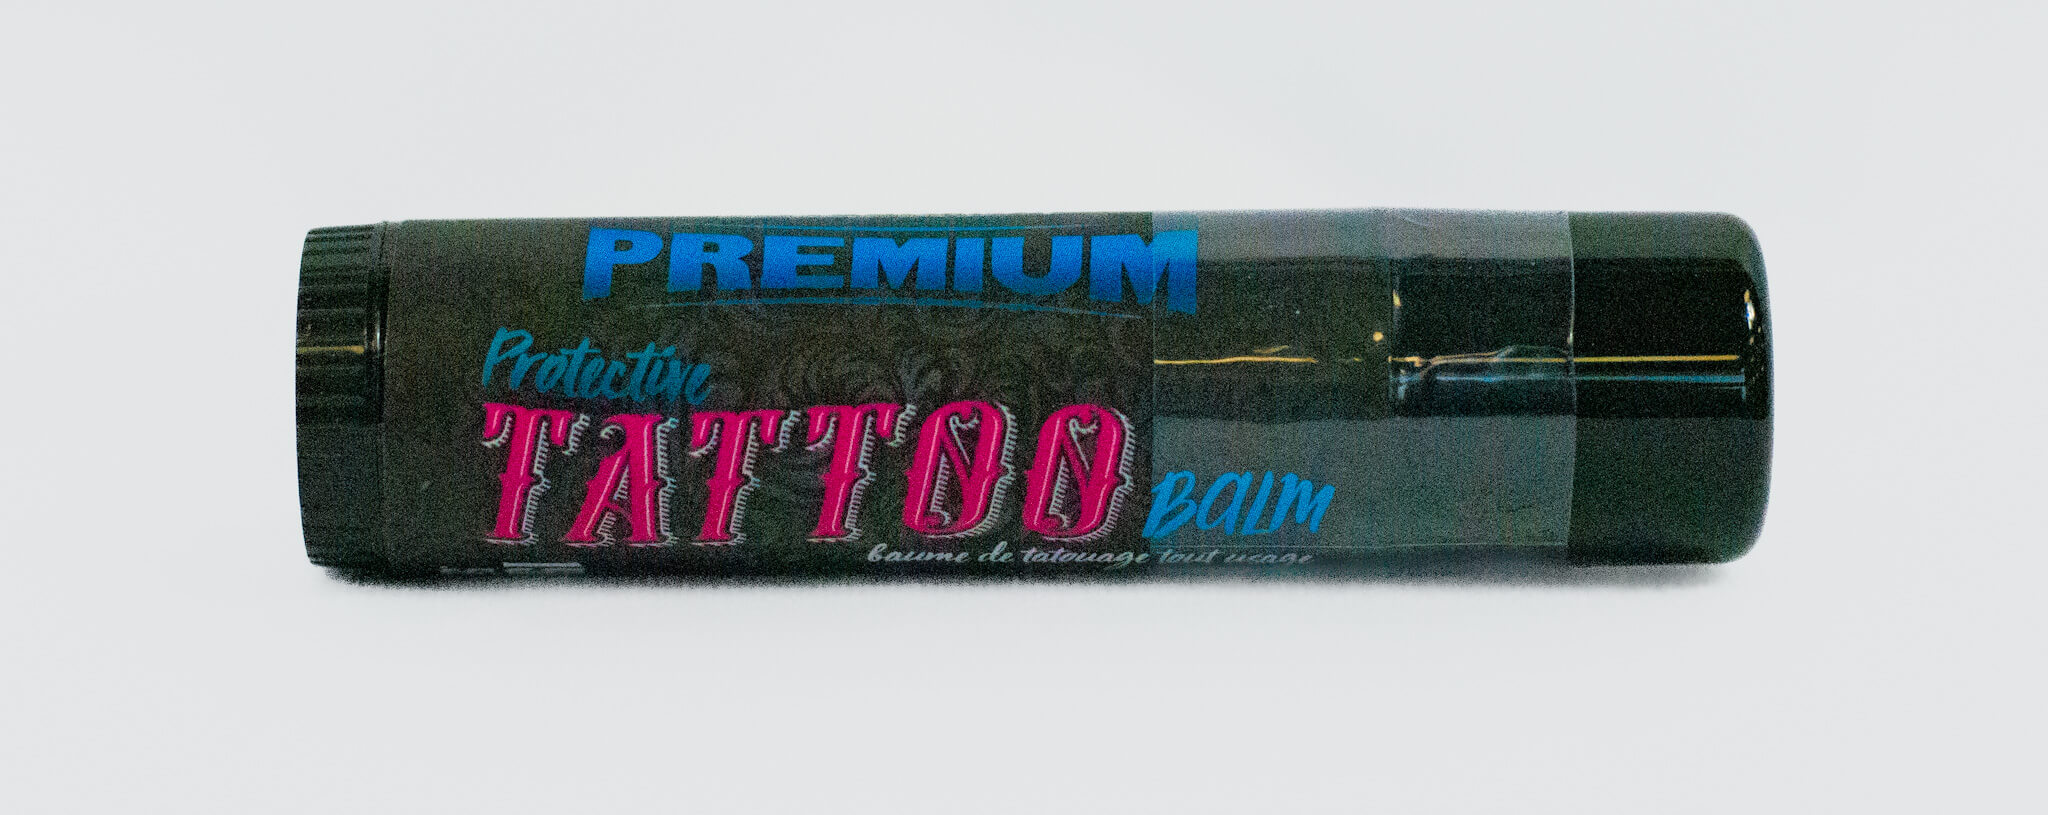 PREMIUM
Protective
TATTOO BALM
baume de tatouage tout usage